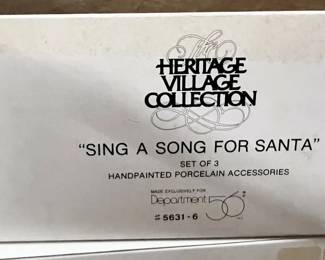 The
HERITAGE
VILLAGE
COLLECTION
"SING A SONG FOR SANTA"
SET OF 3
HANDPAINTED PORCELAIN ACCESSORIES
MADE EXCLUSIVELY FOR
Department 56
# 5631-6